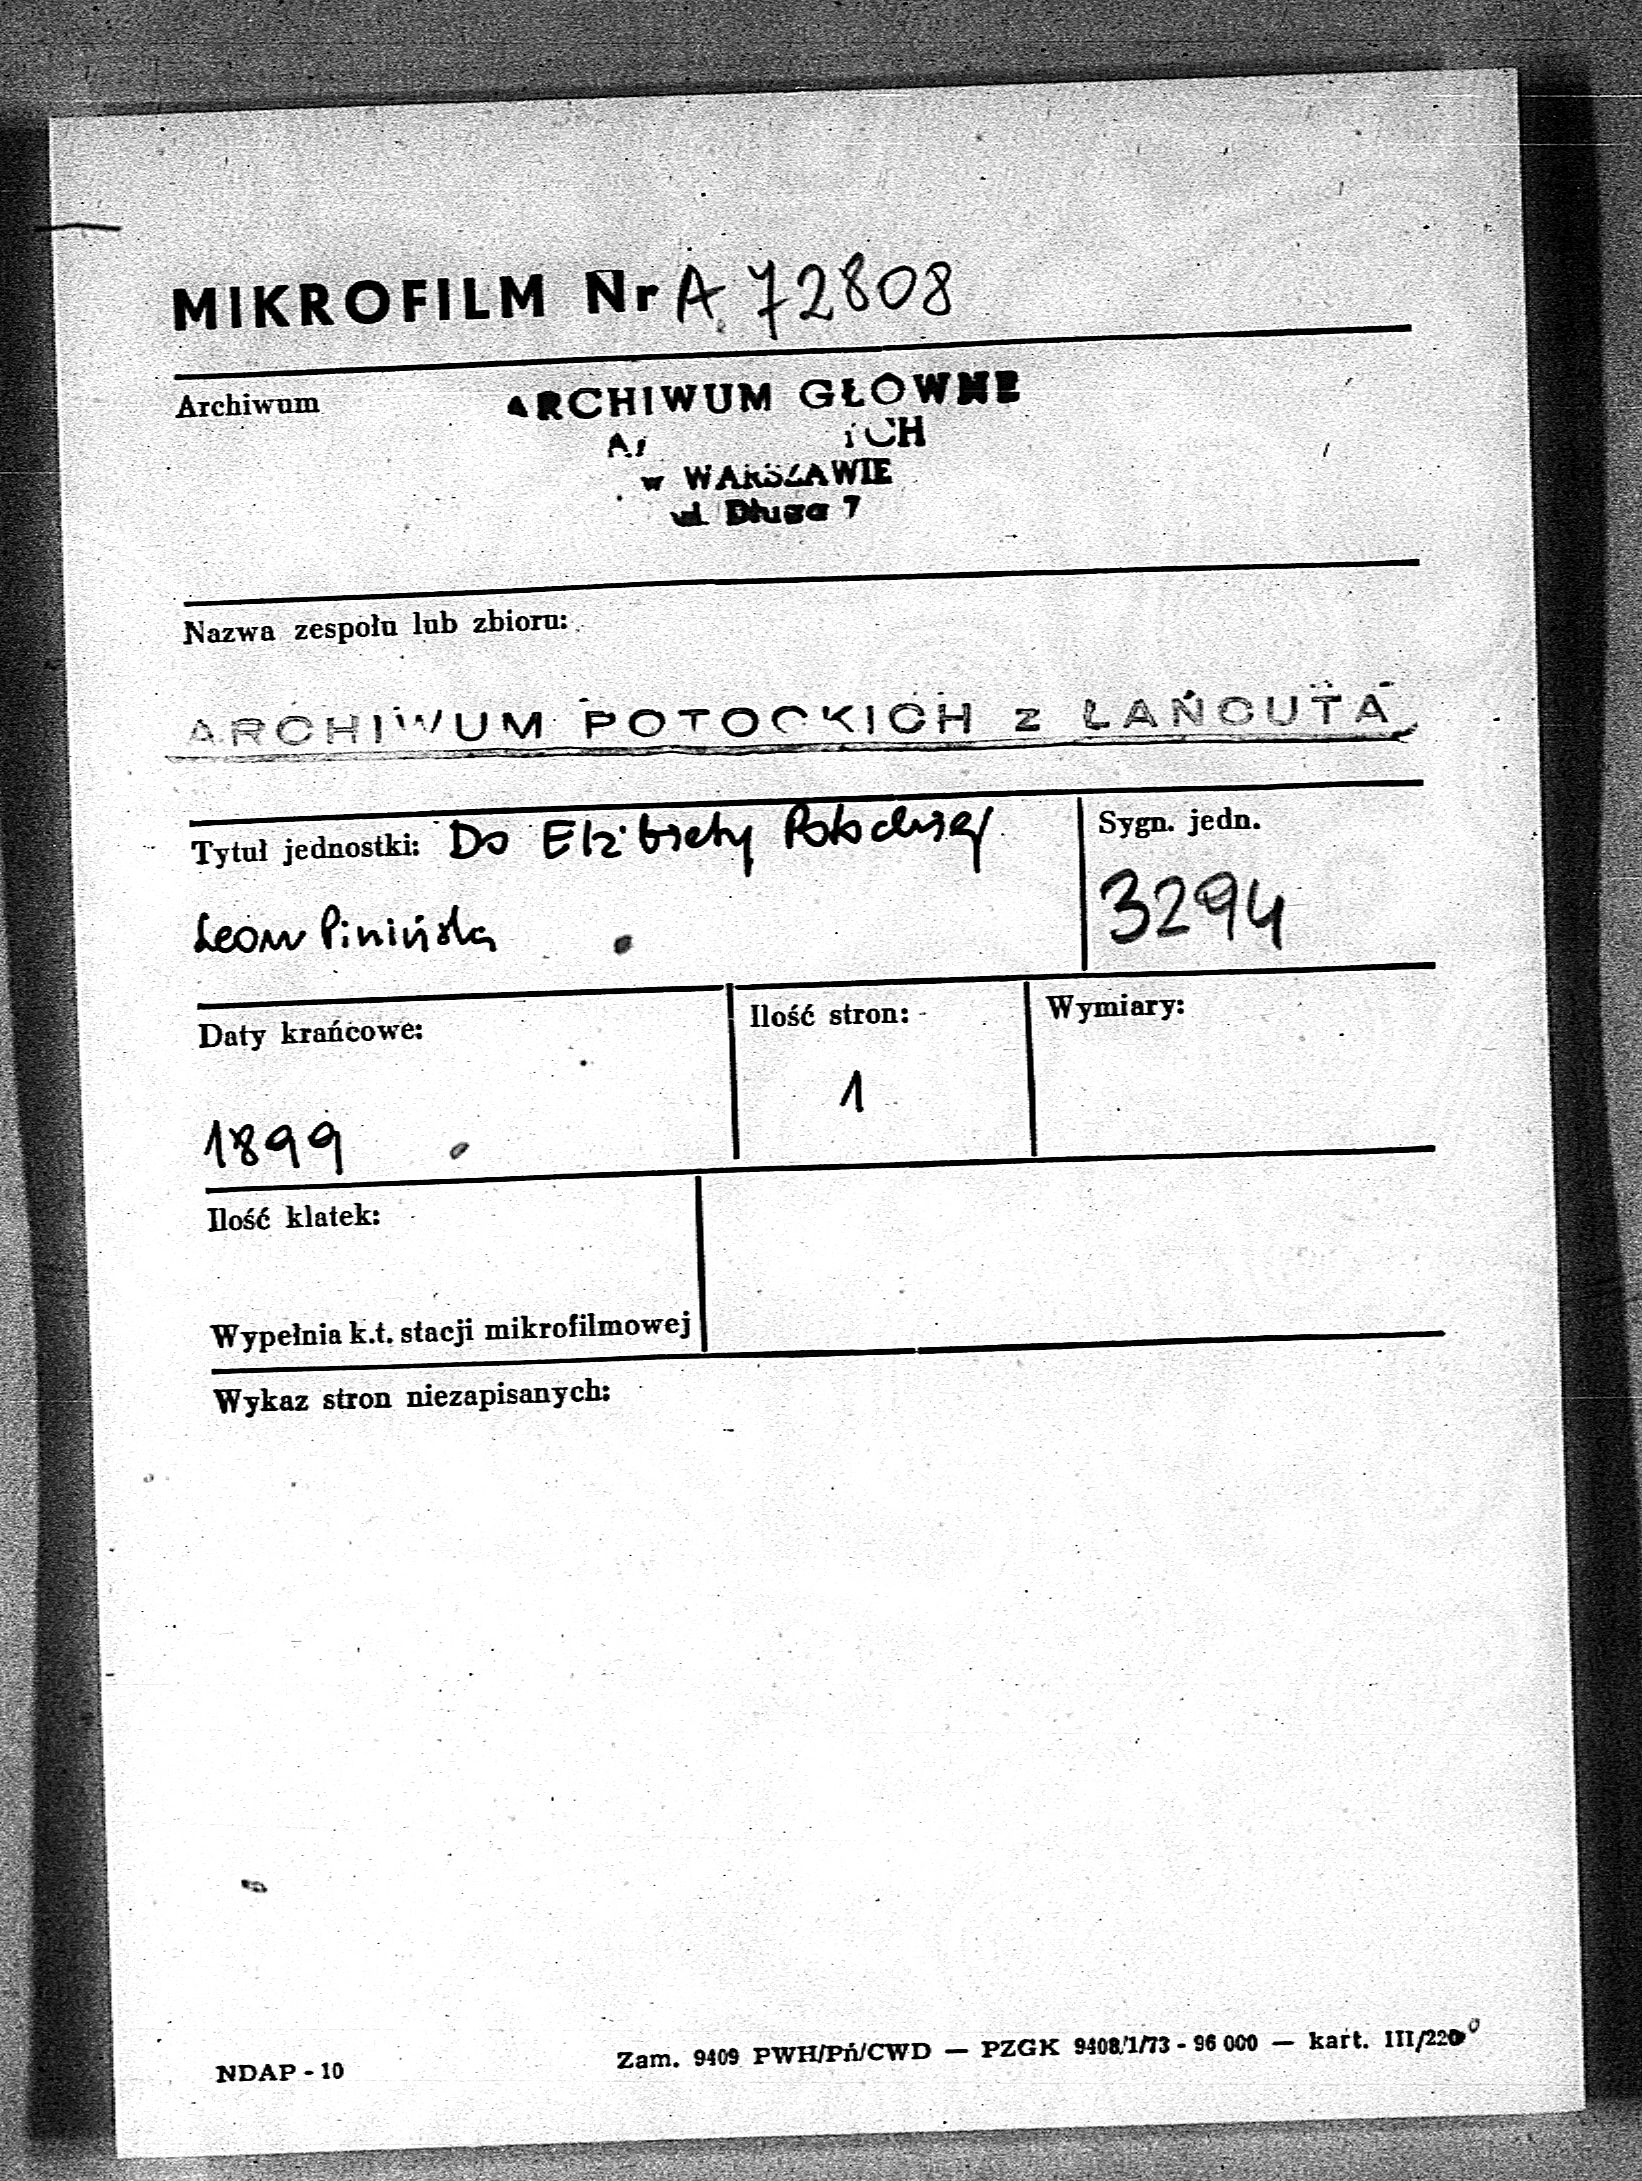 MIKROFILM Nr A. 72808
Archiwum
ARCHIWUM GŁÓWNE
w WARSZAWIE
ul. Długa 7
Nazwa zespołu lub zbioru:
ARCHIWUM POTOCKICH z ŁAŃCUTA
Tytuł jednostki: Do Elżbiety Potockiej
Sygn. jedn.
Leon Piniński
3294
Daty krańcowe:
Ilość stron:
Wymiary:
1
1899
Ilość klatek:
Wypełnia k.t. stacji mikrofilmowej
Wykaz stron niezapisanych:
NDAP - 10
Zam. 9409 PWH/Pń/CWD — PZGK 9408/1/73 - 96 000 — kart. III/220